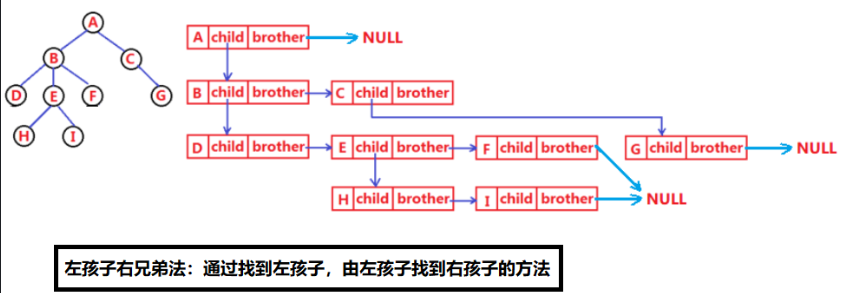 A
B
C
D
E
F
G
H
I
A child brother NULL
B child brother C child brother
D child brother E child brother F child brother G child brother NULL
H child brother I child brother NULL
左孩子右兄弟法：通过找到左孩子，由左孩子找到右孩子的方法